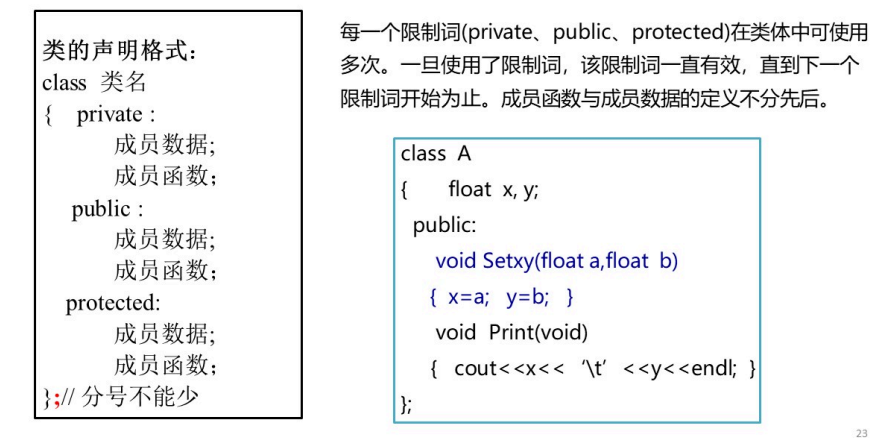 类的声明格式：
class 类名
{ private :
成员数据;
成员函数；
public :
成员数据;
成员函数；
protected:
成员数据;
成员函数；
};// 分号不能少
每一个限制词(private、public、protected)在类体中可使用
多次。一旦使用了限制词，该限制词一直有效，直到下一个
限制词开始为止。成员函数与成员数据的定义不分先后。
class A
{ float x, y;
public:
void Setxy(float a,float b)
{ x=a; y=b; }
void Print(void)
{ cout<<x<< ‘\t’ <<y<<endl; }
};
23